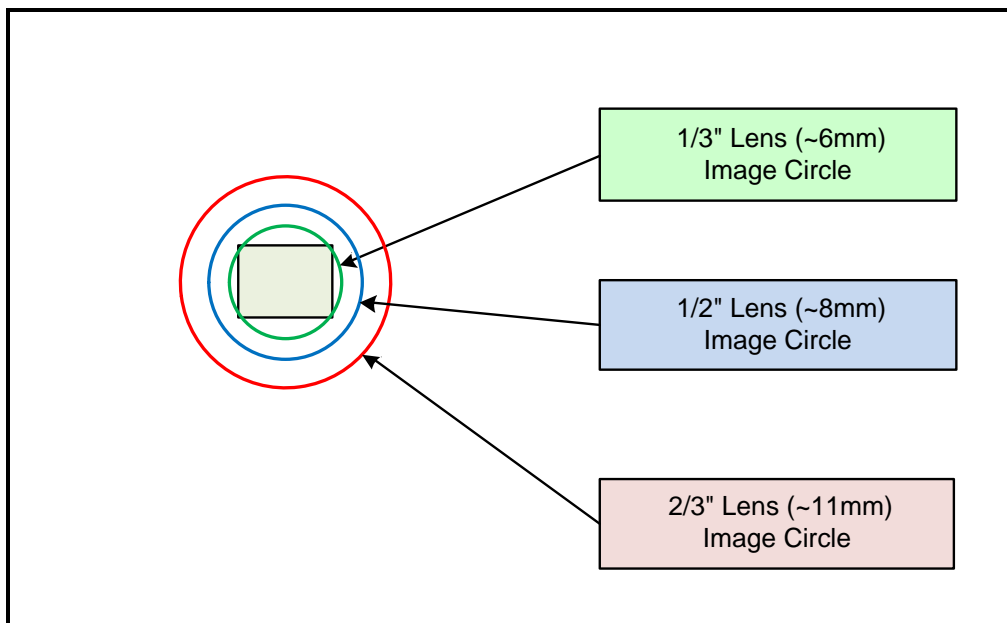 1/3" Lens (~6mm)
Image Circle
1/2" Lens (~8mm)
Image Circle
2/3" Lens (~11mm)
Image Circle